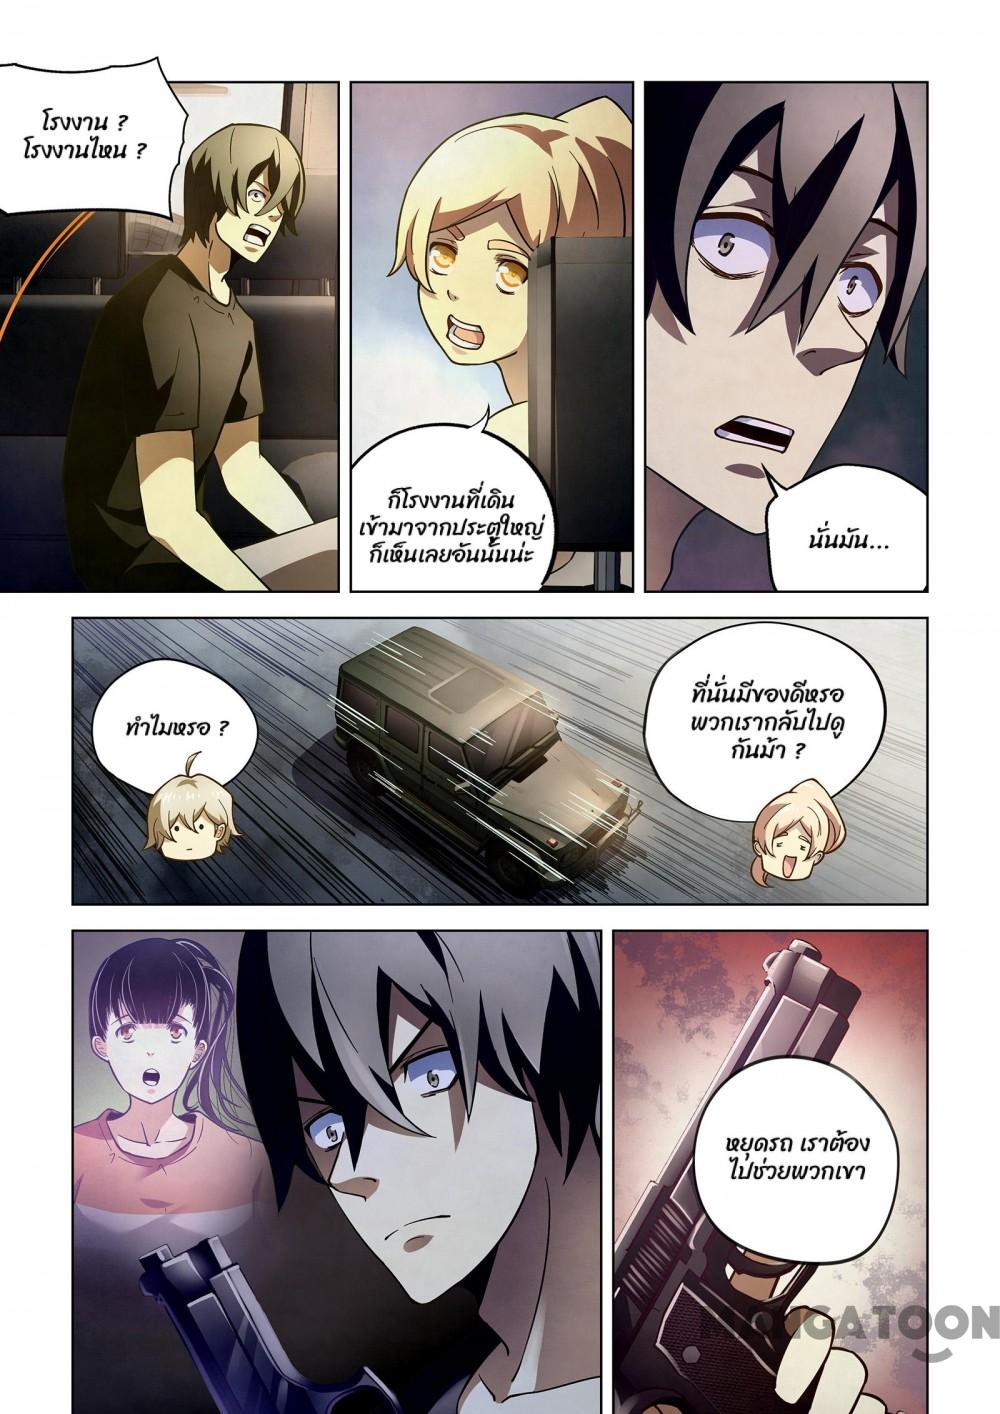 โรงงาน ?
โรงงานไหน ?
ก็โรงงานที่เดิน
เข้ามาจากประตูใหญ่
ก็เห็นเลยอันนั้นน่ะ
นั่นมัน...
ทำไมหรอ ?
ที่นั่นมีของดีหรอ
พวกเรากลับไปดู
กันม้า ?
หยุดรถ เราต้อง
ไปช่วยพวกเขา
MANGATOON